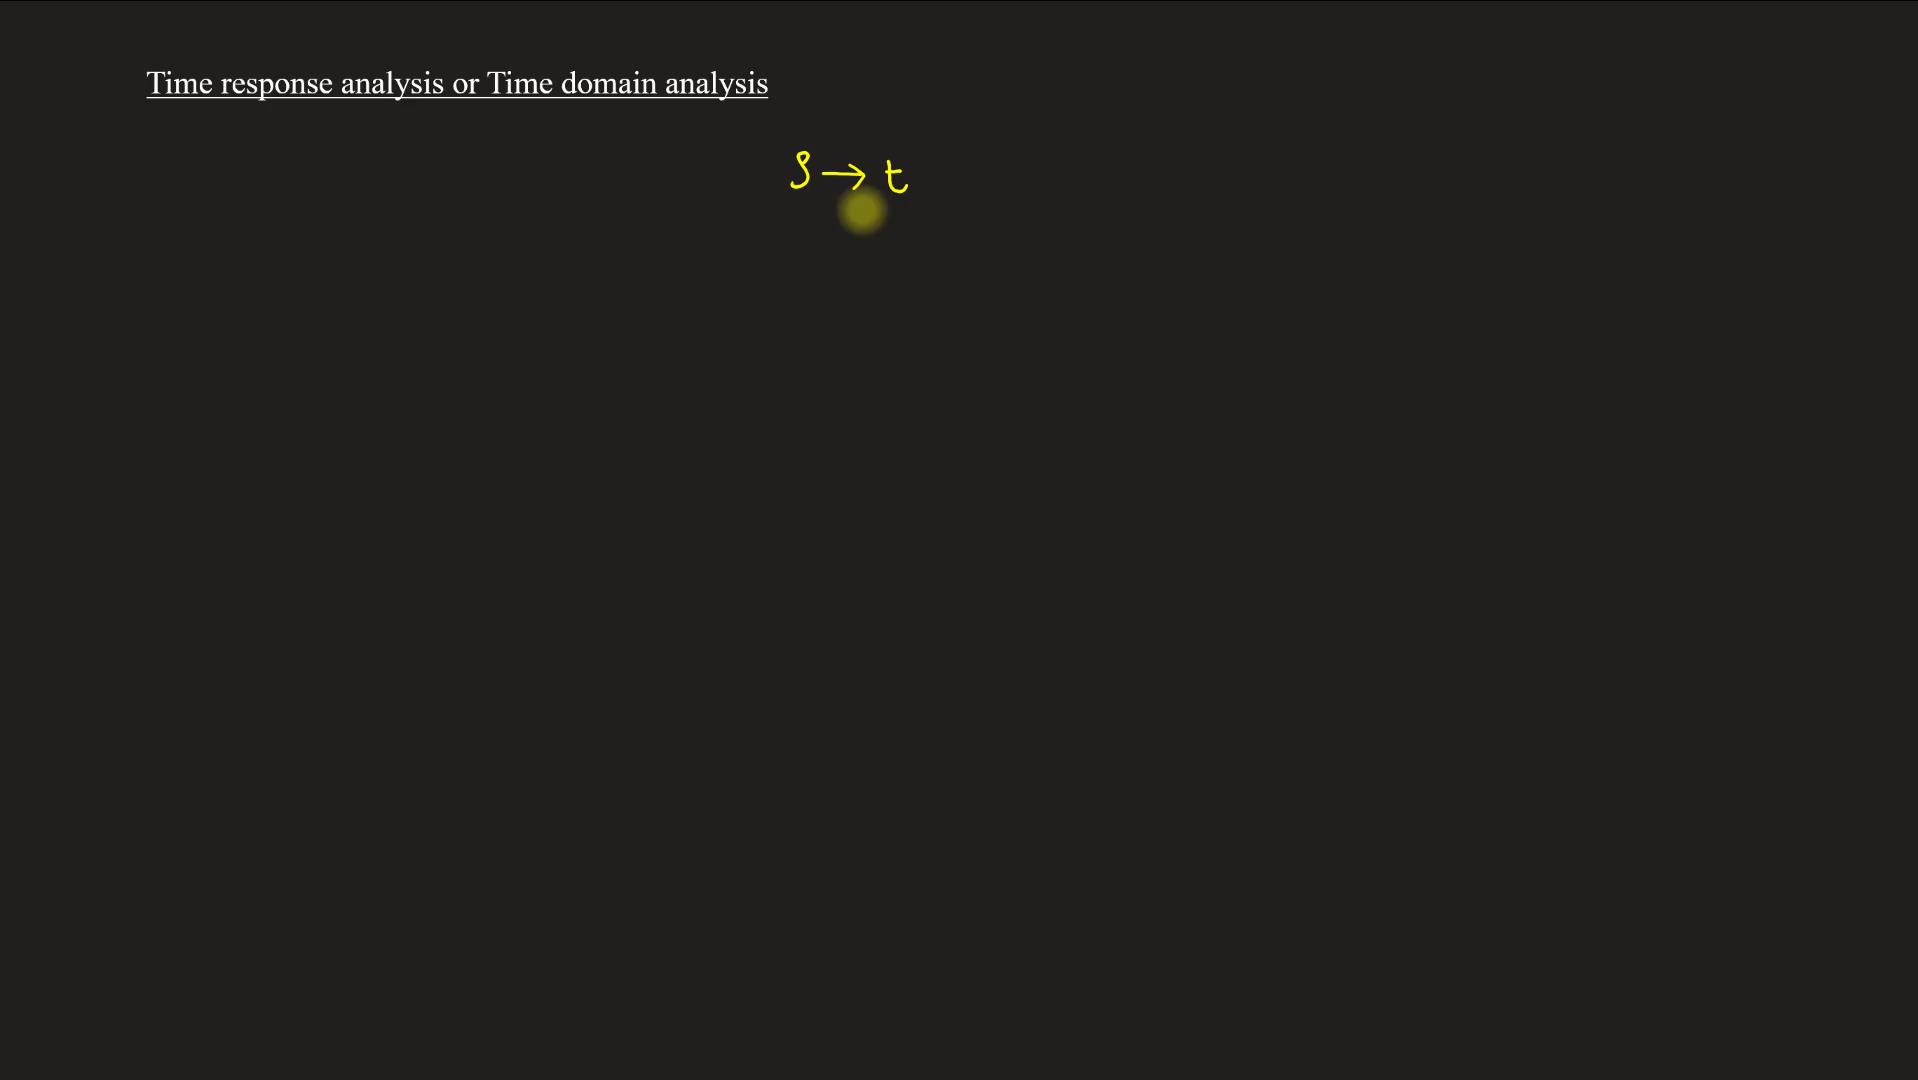 Time response analysis or Time domain analysis
S → t